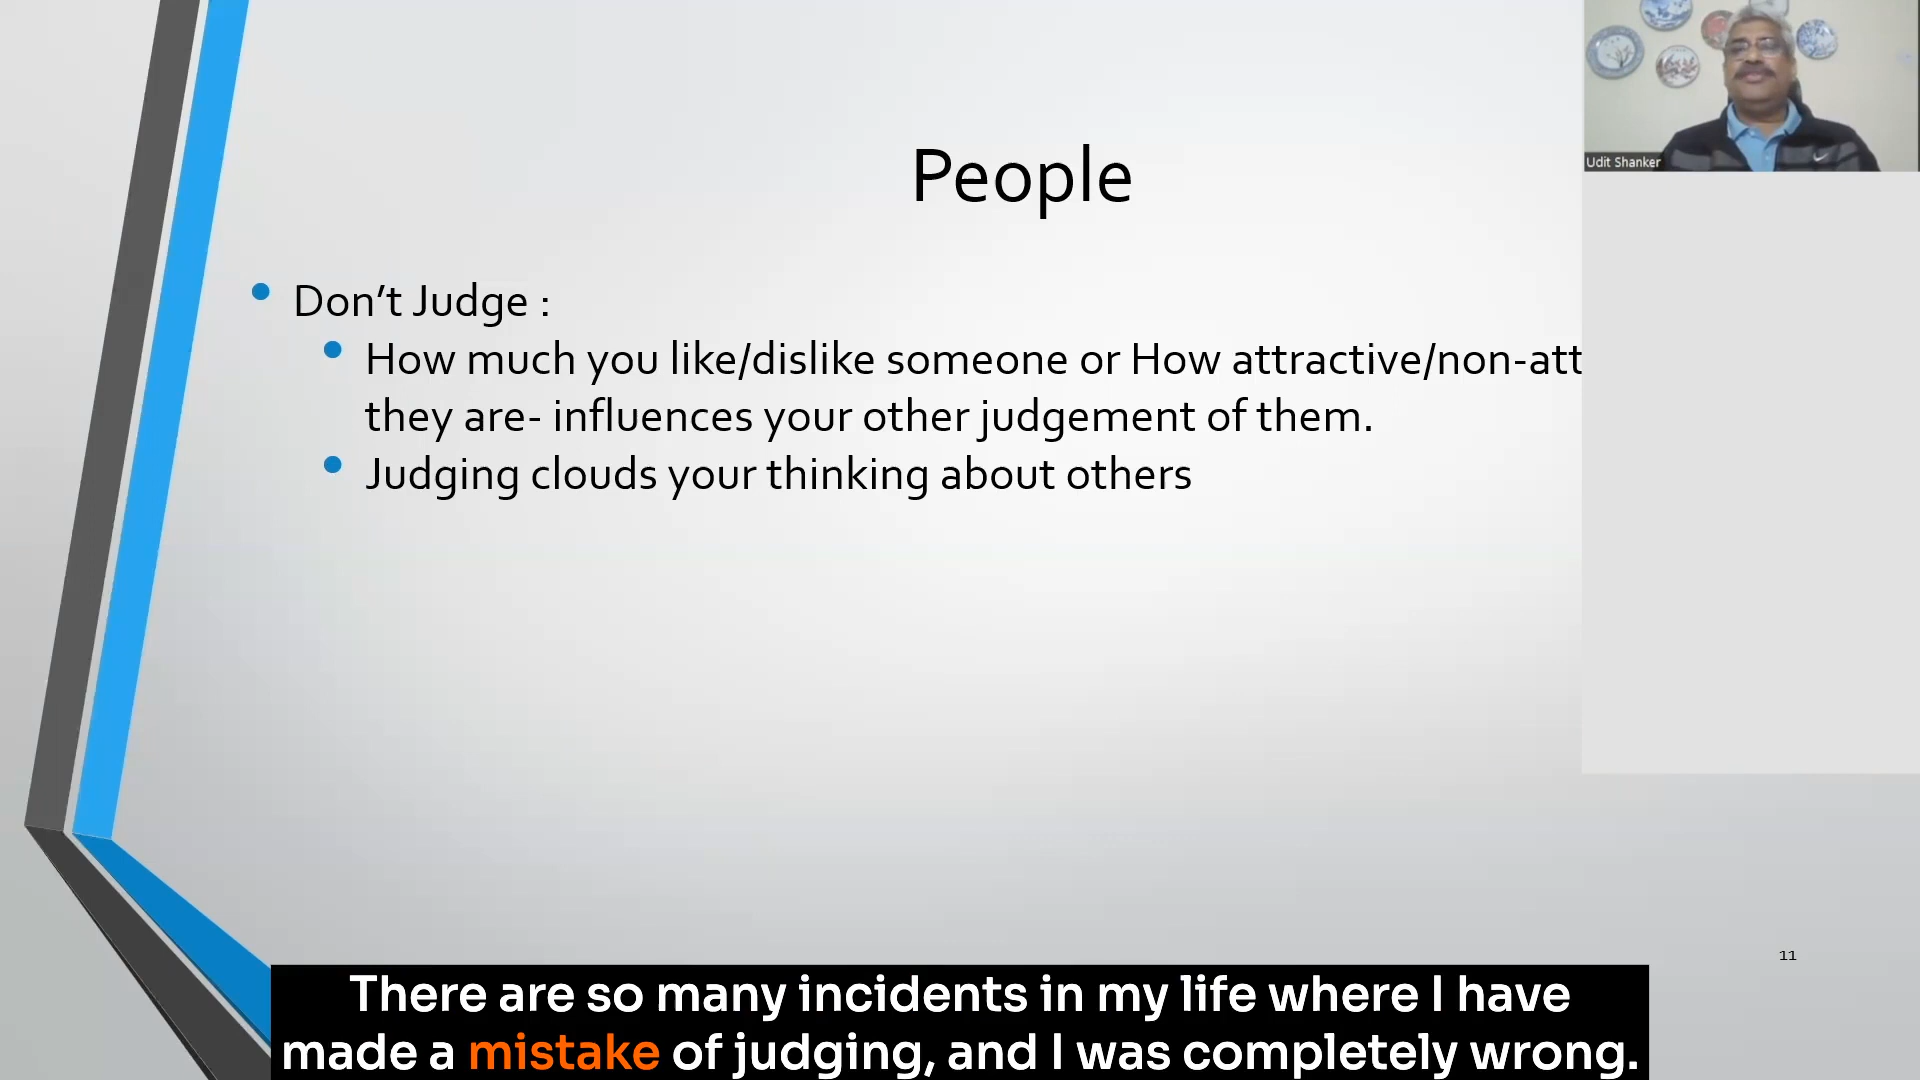 People
Udit Shanker
Don’t Judge :
How much you like/dislike someone or How attractive/non-att
they are- influences your other judgement of them.
Judging clouds your thinking about others
11
There are so many incidents in my life where I have
made a mistake of judging, and I was completely wrong.